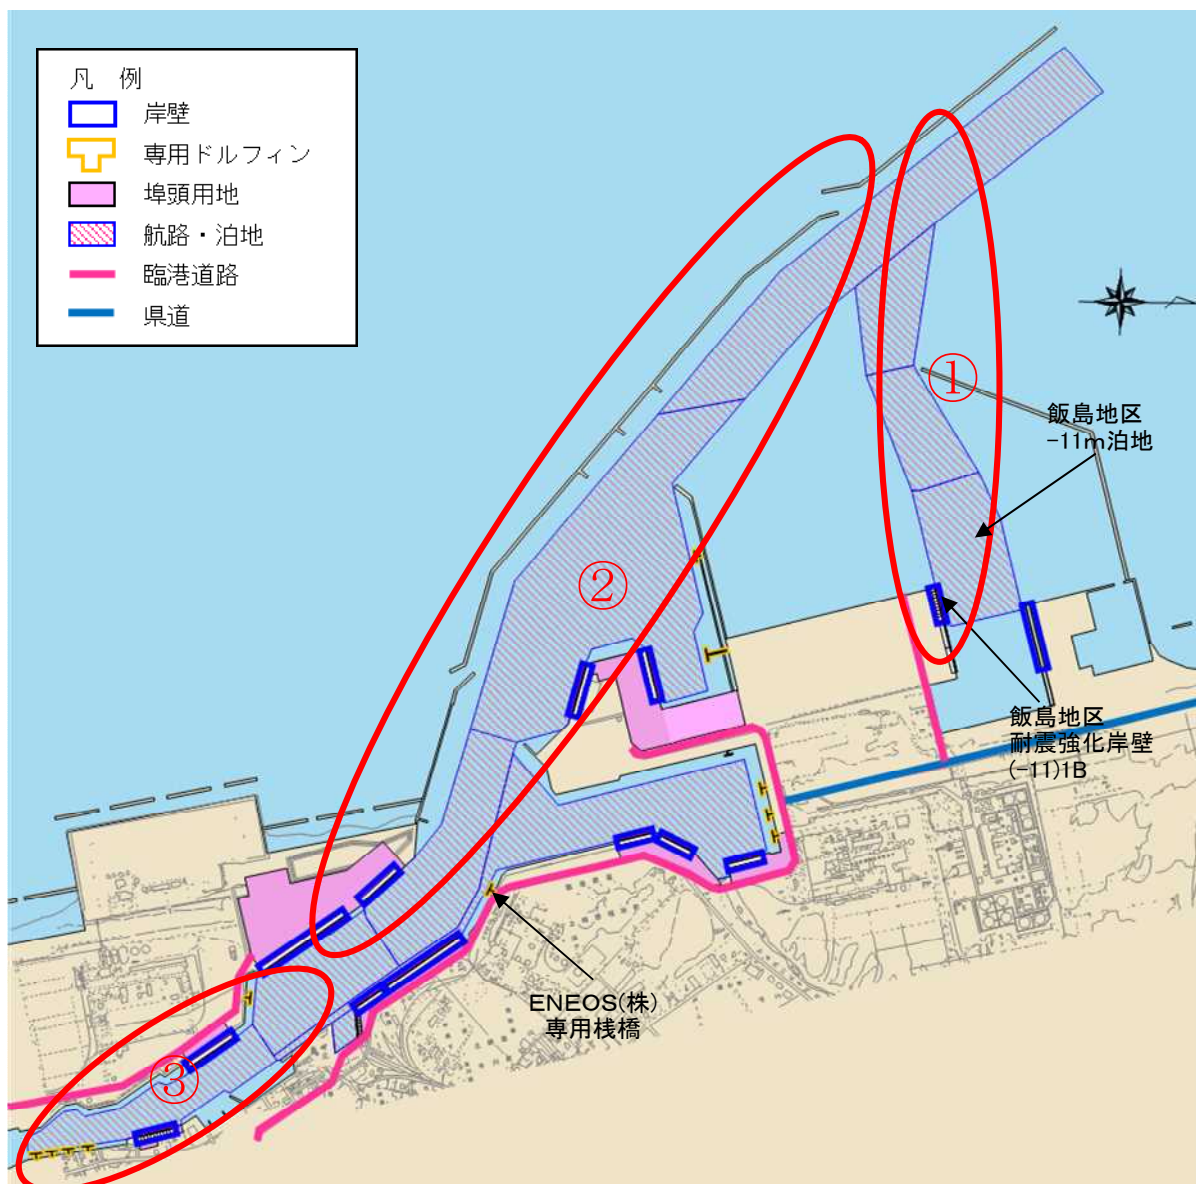 凡 例
岸壁
専用ドルフィン
埠頭用地
航路・泊地
臨港道路
県道
①
飯島地区
-11m泊地
②
飯島地区
耐震強化岸壁
(-11)1B
ENEOS(株)
専用桟橋
③